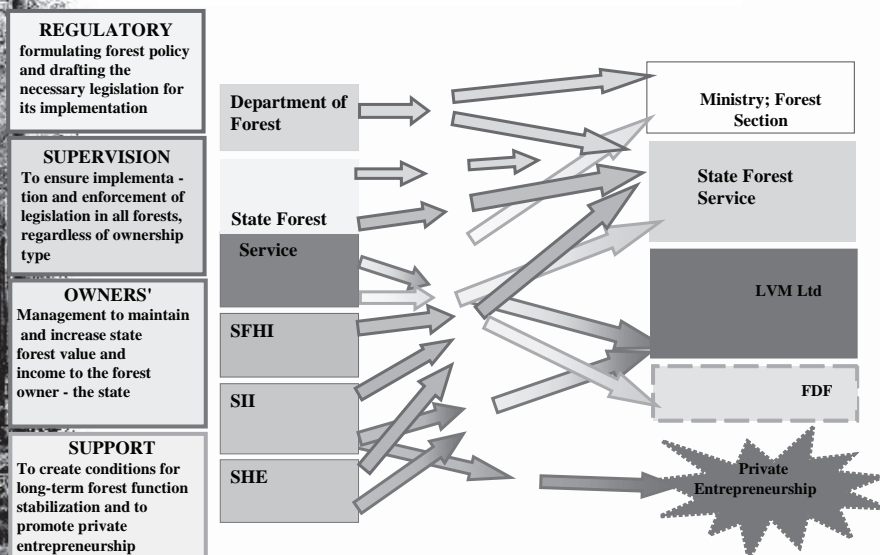 REGULATORY
formulating forest policy
and drafting the
necessary legislation for
its implementation
SUPERVISION
To ensure implementa -
tion and enforcement of
legislation in all forests,
regardless of ownership
type
OWNERS'
Management to maintain
and increase state
forest value and
income to the forest
owner - the state
SUPPORT
To create conditions for
long-term forest function
stabilization and to
promote private
entrepreneurship
Department of
Forest
State Forest
Service
SFHI
SII
SHE
Ministry; Forest
Section
State Forest
Service
LVM Ltd
FDF
Private
Entrepreneurship